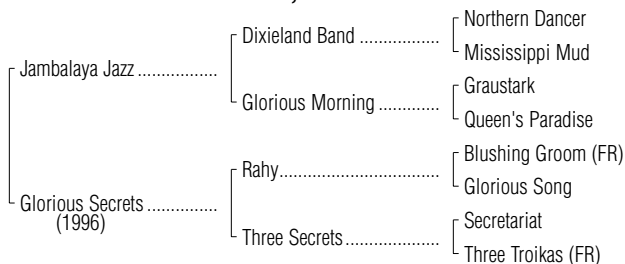 Northern Dancer
Dixieland Band
Mississippi Mud
Jambalaya Jazz
Graustark
Glorious Morning
Queen's Paradise
Blushing Groom (FR)
Rahy
Glorious Song
Glorious Secrets
(1996)
Secretariat
Three Secrets
Three Troikas (FR)